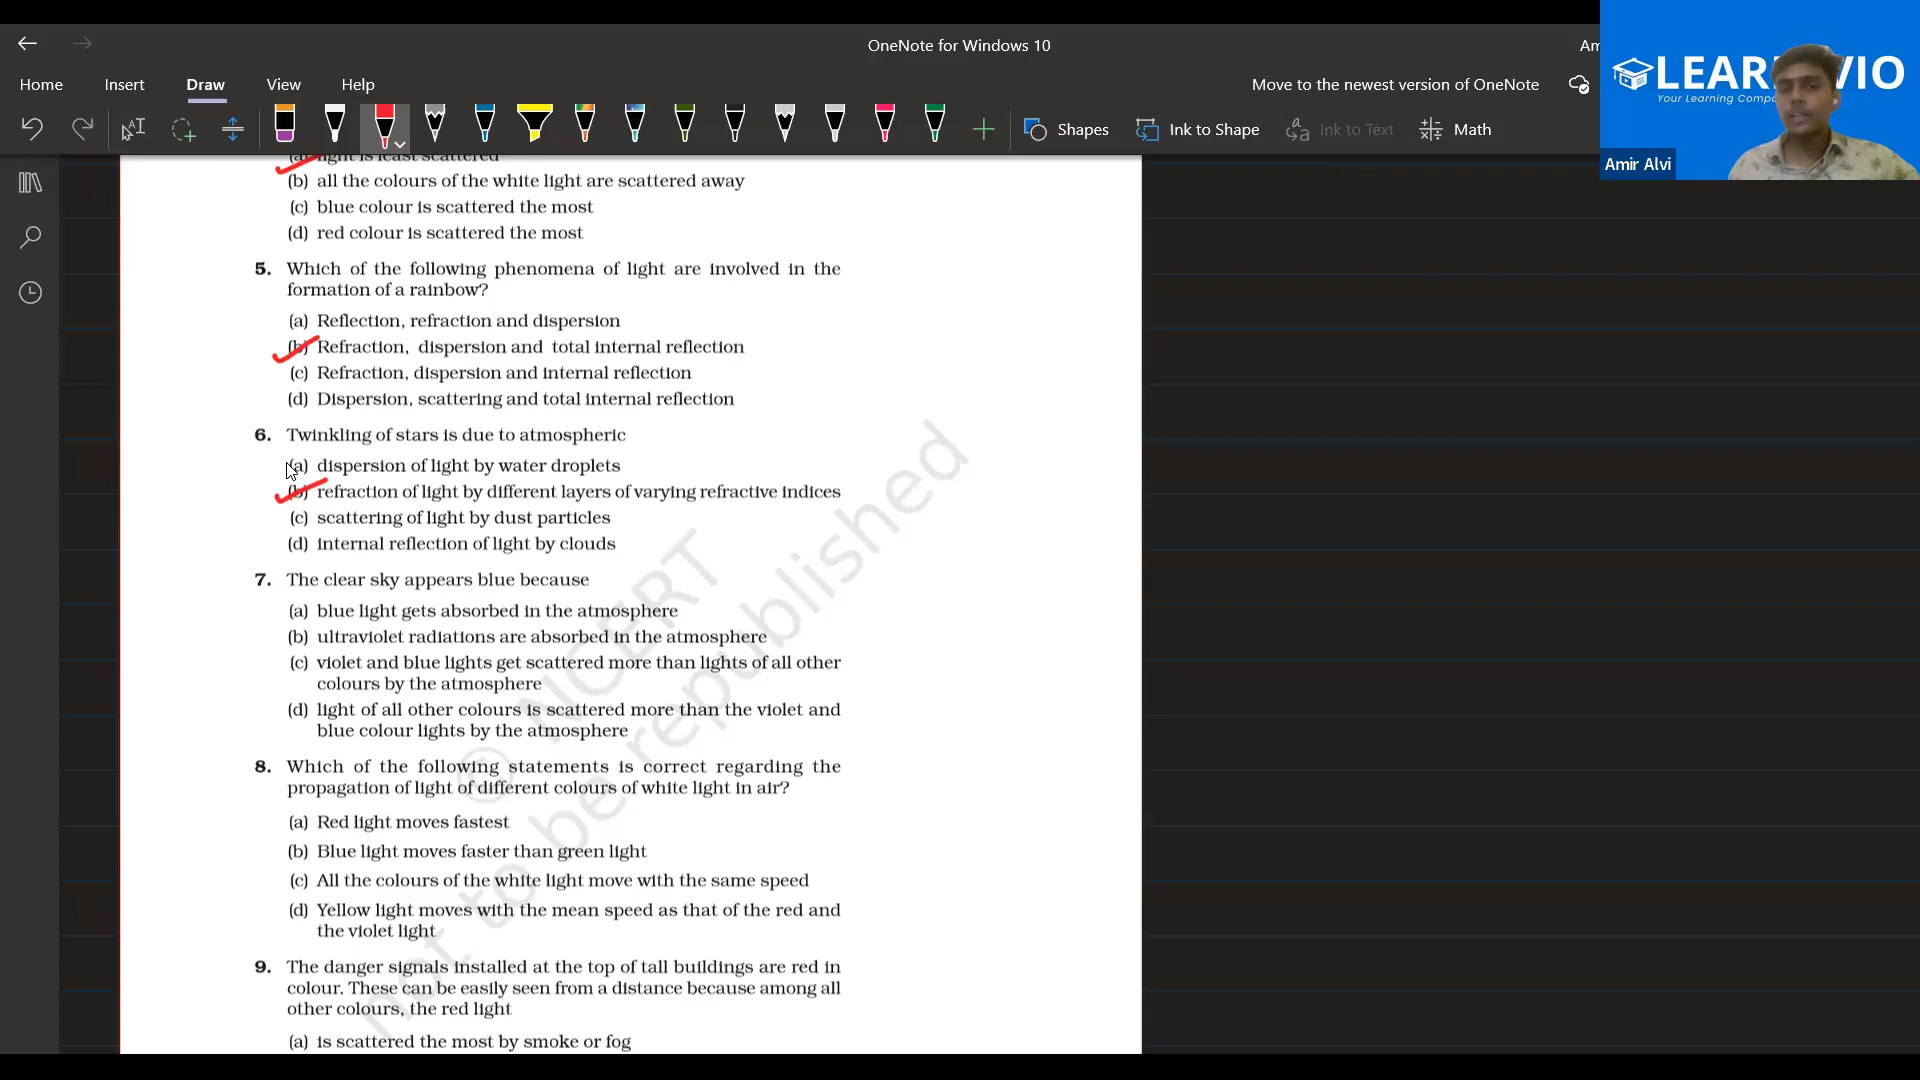 OneNote for Windows 10
Am
LEAR VIO
Your Learning Compa
Amir Alvi
Home Insert Draw View Help
Move to the newest version of OneNote
Shapes Ink to Shape Ink to Text Math
(a) light is least scattered
(b) all the colours of the white light are scattered away
(c) blue colour is scattered the most
(d) red colour is scattered the most
5. Which of the following phenomena of light are involved in the
formation of a rainbow?
(a) Reflection, refraction and dispersion
(b) Refraction, dispersion and total internal reflection
(c) Refraction, dispersion and internal reflection
(d) Dispersion, scattering and total internal reflection
6. Twinkling of stars is due to atmospheric
(a) dispersion of light by water droplets
(b) refraction of light by different layers of varying refractive indices
(c) scattering of light by dust particles
(d) internal reflection of light by clouds
7. The clear sky appears blue because
(a) blue light gets absorbed in the atmosphere
(b) ultraviolet radiations are absorbed in the atmosphere
(c) violet and blue lights get scattered more than lights of all other
colours by the atmosphere
(d) light of all other colours is scattered more than the violet and
blue colour lights by the atmosphere
8. Which of the following statements is correct regarding the
propagation of light of different colours of white light in air?
(a) Red light moves fastest
(b) Blue light moves faster than green light
(c) All the colours of the white light move with the same speed
(d) Yellow light moves with the mean speed as that of the red and
the violet light
9. The danger signals installed at the top of tall buildings are red in
colour. These can be easily seen from a distance because among all
other colours, the red light
(a) is scattered the most by smoke or fog
© NCERT
not to be republished